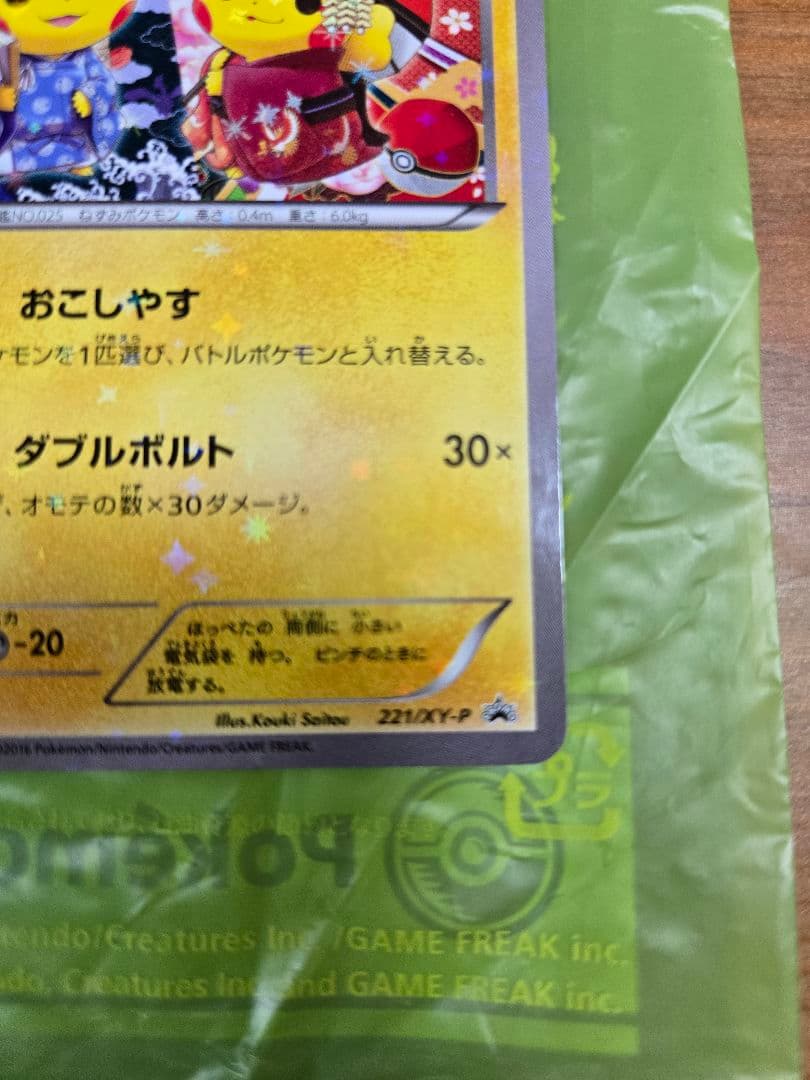 NO.025 ねずみポケモン 高さ:0.4m 重さ:6.0kg
おこしやす
ケモンを1匹選び、バトルポケモンと入れ替える。
ダブルボルト 30×
、オモテの数×30ダメージ。
-20
ほっぺたの 両側に 小さい
電気袋を 持つ。 ピンチのときに
放電する。
Illus.Kouki Saitou 221/XY-P
©2016 Pokémon/Nintendo/Creatures/GAME FREAK.
プラ
Pokémo
ntendo/Creatures Inc. /GAME FREAK inc.
do, Creatures Inc. and GAME FREAK inc.